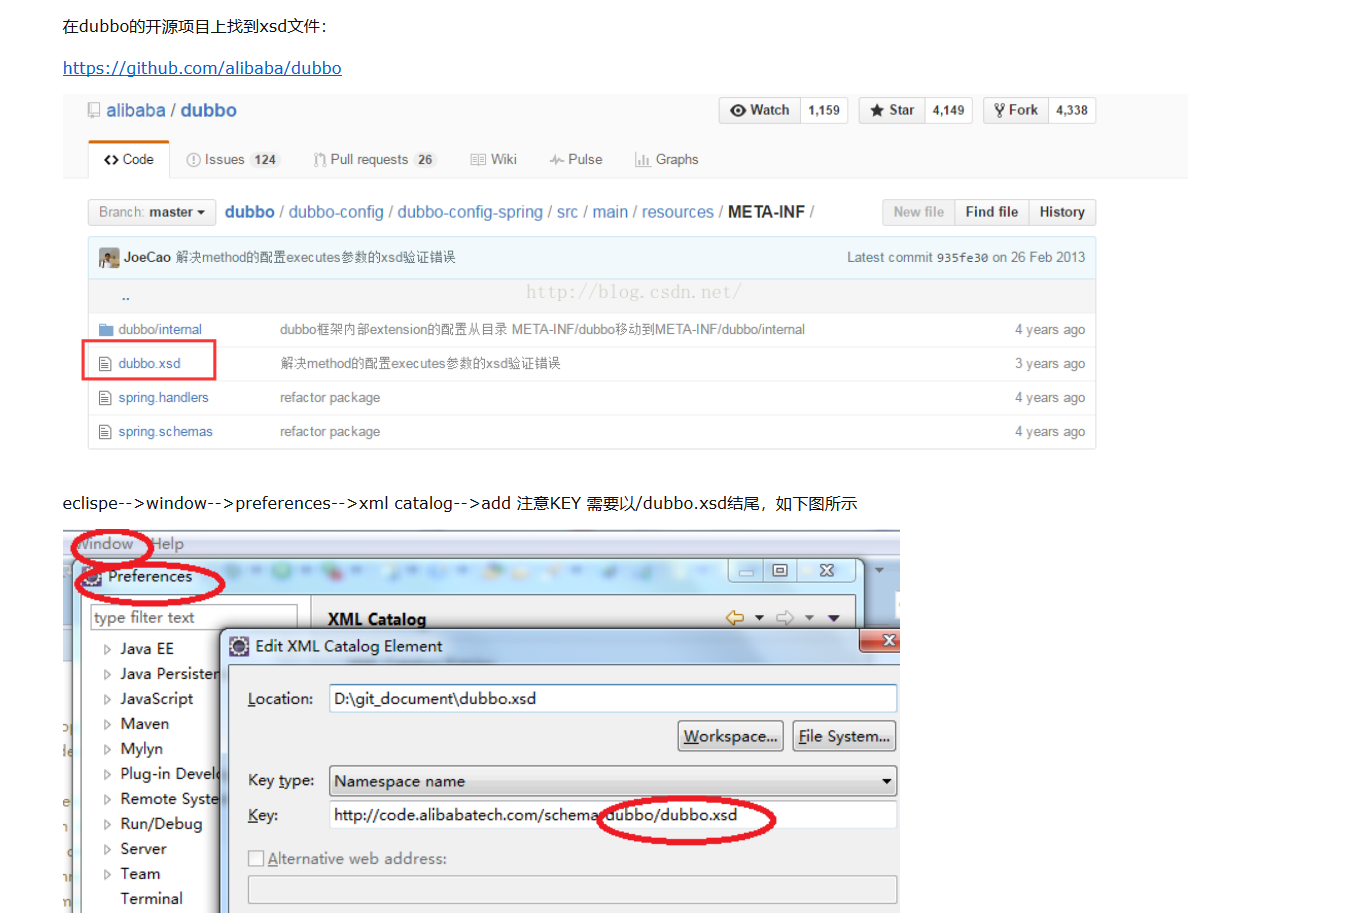 在dubbo的开源项目上找到xsd文件：
https://github.com/alibaba/dubbo
alibaba / dubbo
Watch 1,159 Star 4,149 Fork 4,338
Code Issues 124 Pull requests 26 Wiki Pulse Graphs
Branch: master dubbo / dubbo-config / dubbo-config-spring / src / main / resources / META-INF / New file Find file History
JoeCao 解决method的配置executes参数的xsd验证错误 Latest commit 935fe30 on 26 Feb 2013
..
http://blog.csdn.net/
dubbo/internal dubbo框架内部extension的配置从目录 META-INF/dubbo移动到META-INF/dubbo/internal 4 years ago
dubbo.xsd 解决method的配置executes参数的xsd验证错误 3 years ago
spring.handlers refactor package 4 years ago
spring.schemas refactor package 4 years ago
eclispe-->window-->preferences-->xml catalog-->add 注意KEY 需要以/dubbo.xsd结尾，如下图所示
Window Help
Preferences
type filter text XML Catalog
Edit XML Catalog Element
Java EE
Java Persister
JavaScript
Maven
Mylyn
Plug-in Develo
Remote Syste
Run/Debug
Server
Team
Terminal
Location: D:\git_document\dubbo.xsd
Workspace... File System...
Key type: Namespace name
Key: http://code.alibabatech.com/schema/dubbo/dubbo.xsd
Alternative web address: